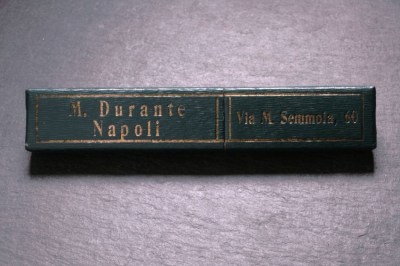 M. Durante
Napoli
Via M. Semmola, 60